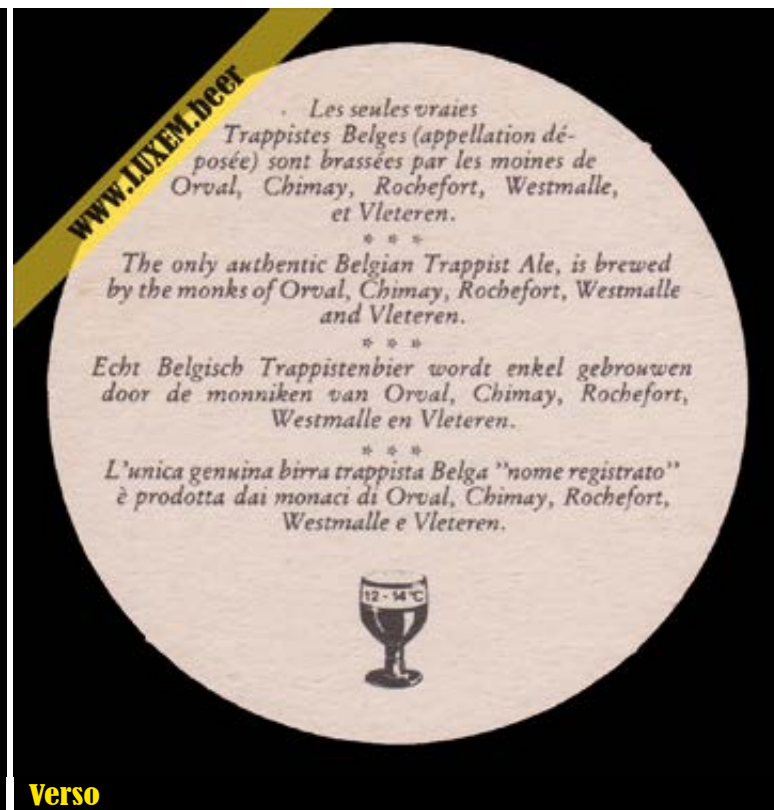 www.LUXEM.beer
Les seules vraies
Trappistes Belges (appellation dé-
posée) sont brassées par les moines de
Orval, Chimay, Rochefort, Westmalle,
et Vleteren.
* * *
The only authentic Belgian Trappist Ale, is brewed
by the monks of Orval, Chimay, Rochefort, Westmalle
and Vleteren.
* * *
Echt Belgisch Trappistenbier wordt enkel gebrouwen
door de monniken van Orval, Chimay, Rochefort,
Westmalle en Vleteren.
* * *
L'unica genuina birra trappista Belga "nome registrato"
è prodotta dai monaci di Orval, Chimay, Rochefort,
Westmalle e Vleteren.
12 - 14 °C
Verso